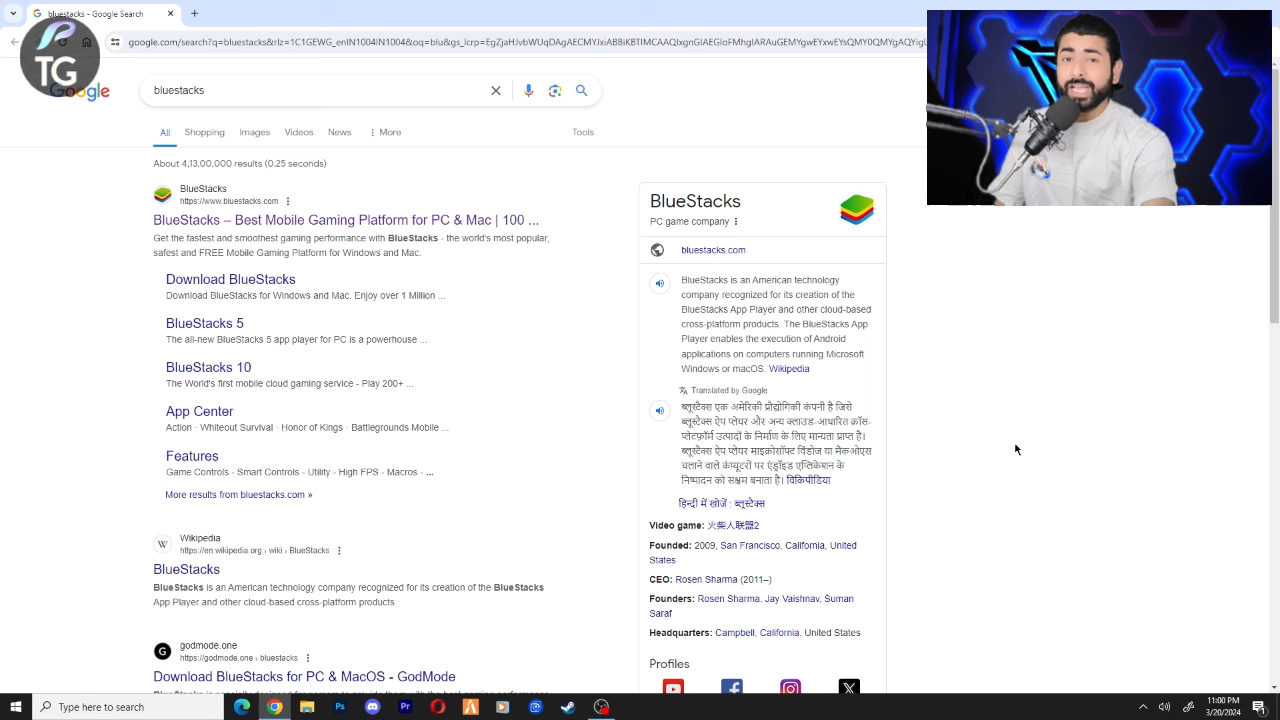 bluestacks - Google Search
TG
Google
bluestacks
All
Shopping
Images
Videos
News
More
Tools
About 4,13,00,000 results (0.25 seconds)
BlueStacks
https://www.bluestacks.com
BlueStacks – Best Mobile Gaming Platform for PC & Mac | 100 ...
Get the fastest and smoothest gaming performance with BlueStacks - the world's most popular,
safest and FREE Mobile Gaming Platform for Windows and Mac.
Download BlueStacks
Download BlueStacks for Windows and Mac. Enjoy over 1 Million ...
BlueStacks 5
The all-new BlueStacks 5 app player for PC is a powerhouse ...
BlueStacks 10
The World's first mobile cloud gaming service - Play 200+ ...
App Center
Action · Whiteout Survival · Honor of Kings · Battlegrounds Mobile ...
Features
Game Controls - Smart Controls - Utility - High FPS - Macros - ...
More results from bluestacks.com »
W
Wikipedia
https://en.wikipedia.org › wiki › BlueStacks
BlueStacks
BlueStacks is an American technology company recognized for its creation of the BlueStacks
App Player and other cloud-based cross-platform products.
G
godmode.one
https://godmode.one › bluestacks
Download BlueStacks for PC & MacOS - GodMode
BlueStacks
PC game company
bluestacks.com
BlueStacks is an American technology
company recognized for its creation of the
BlueStacks App Player and other cloud-based
cross-platform products. The BlueStacks App
Player enables the execution of Android
applications on computers running Microsoft
Windows or macOS. Wikipedia
Translated by Google
ब्लूस्टैक्स एक अमेरिकी प्रौद्योगिकी कंपनी है जिसे
ब्लूस्टैक्स ऐप प्लेयर और अन्य क्लाउड-आधारित क्रॉस-
प्लेटफ़ॉर्म उत्पादों के निर्माण के लिए मान्यता प्राप्त है।
ब्लूस्टैक्स ऐप प्लेयर माइक्रोसॉफ्ट विंडोज या मैकओएस
चलाने वाले कंप्यूटरों पर एंड्रॉइड एप्लिकेशन के
निष्पादन को सक्षम बनाता है। विकिपीडिया
हिन्दी में खोजें : ब्लूस्टैक्स
Video game: 火柴人联盟2
Founded: 2009, San Francisco, California, United
States
CEO: Rosen Sharma (2011–)
Founders: Rosen Sharma, Jay Vaishnav, Suman
Saraf
Headquarters: Campbell, California, United States
Profiles
Type here to search
Pr
11:00 PM
3/20/2024
1